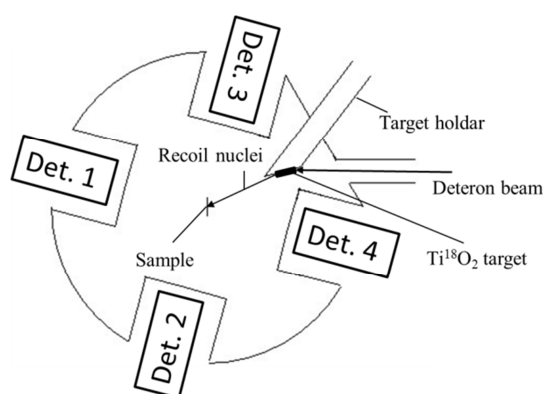 Det. 3
Target holdar
Recoil nuclei
Det. 1
Deteron beam
Det. 4
Sample
Ti¹⁸O₂ target
Det. 2